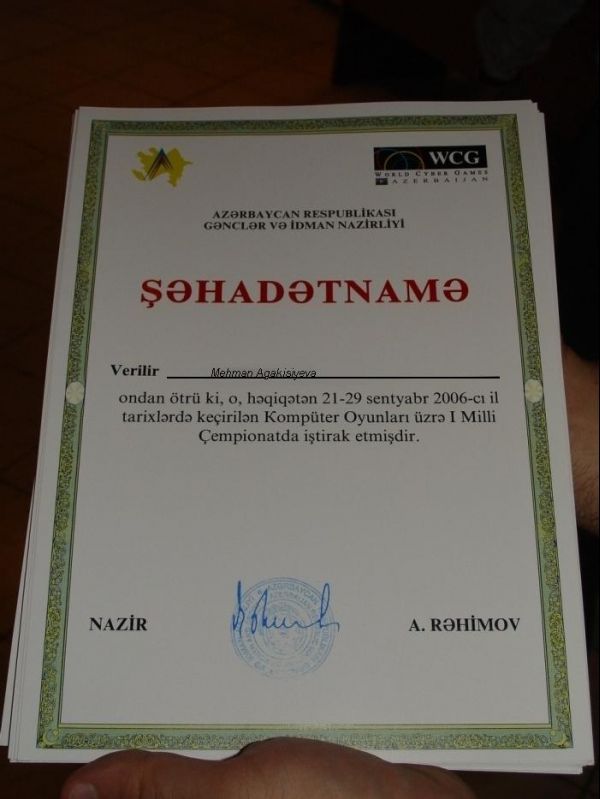 WCG
WORLD CYBER GAMES
AZERBAIJAN
AZƏRBAYCAN RESPUBLİKASI
GƏNCLƏR VƏ İDMAN NAZİRLİYİ
ŞƏHADƏTNAMƏ
Verilir Mehman Agakisiyeva
ondan ötrü ki, o, həqiqətən 21-29 sentyabr 2006-cı il
tarixlərdə keçirilən Kompüter Oyunları üzrə I Milli
Çempionatda iştirak etmişdir.
NAZİR A. RƏHİMOV